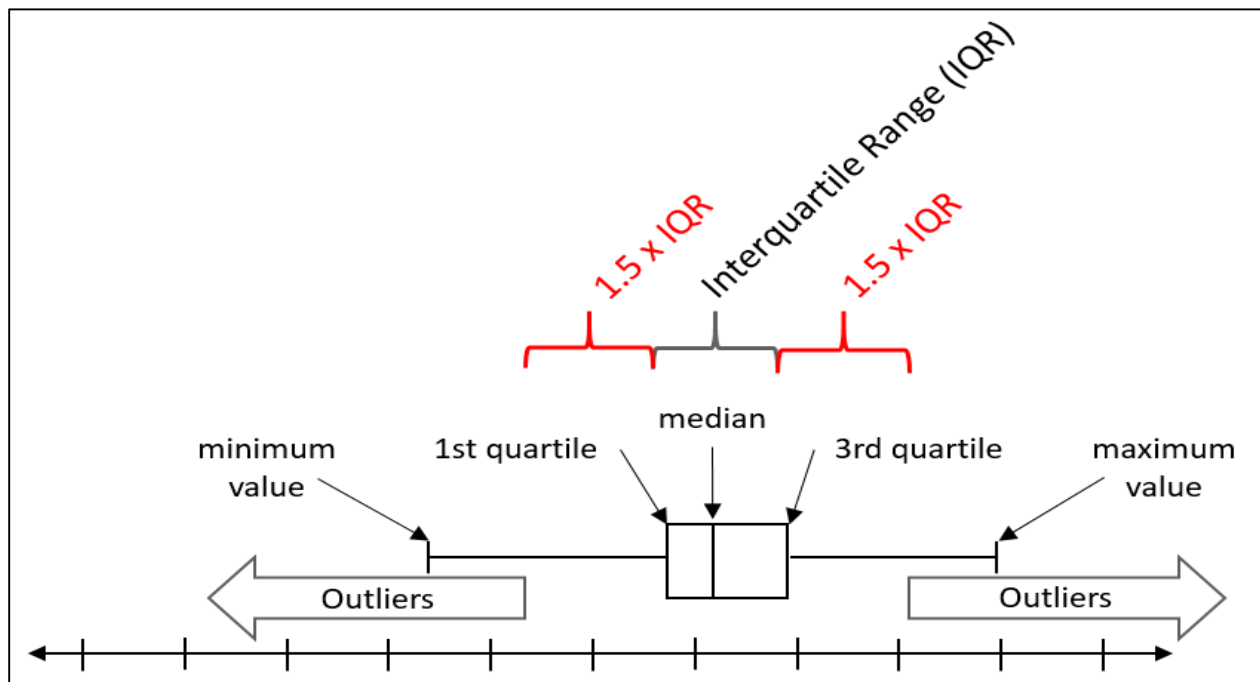 Interquartile Range (IQR)
1.5 x IQR
1.5 x IQR
median
minimum
value
1st quartile
3rd quartile
maximum
value
Outliers
Outliers